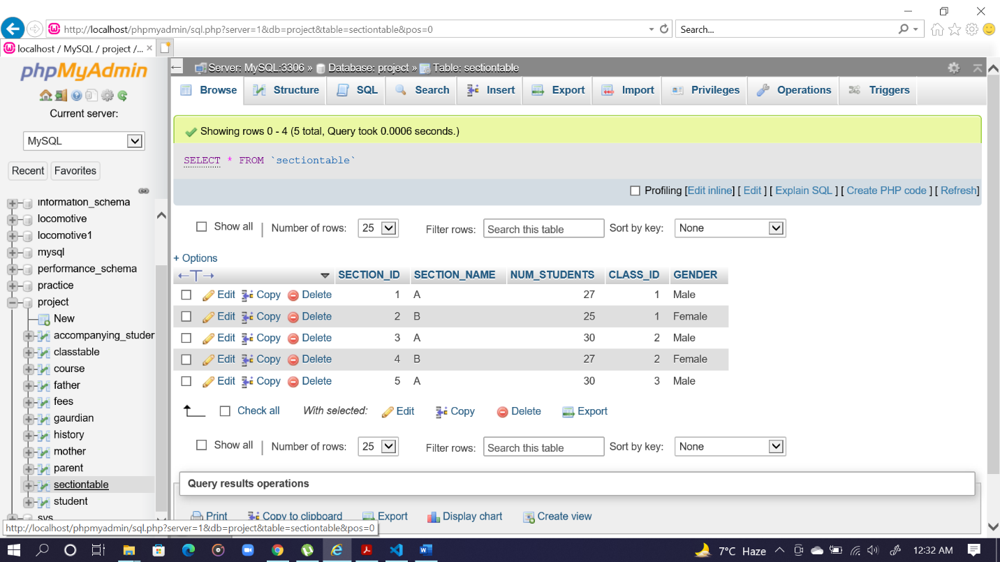 http://localhost/phpmyadmin/sql.php?server=1&db=project&table=sectiontable&pos=0
Search...
localhost / MySQL / project /...
phpMyAdmin
Current server:
MySQL
Recent Favorites
information_schema
locomotive
locomotive1
mysql
performance_schema
practice
project
New
accompanying_studer
classtable
course
father
fees
gaurdian
history
mother
parent
sectiontable
student
sys
Server: MySQL:3306 » Database: project » Table: sectiontable
Browse Structure SQL Search Insert Export Import Privileges Operations Triggers
Showing rows 0 - 4 (5 total, Query took 0.0006 seconds.)
SELECT * FROM `sectiontable`
Profiling [Edit inline] [ Edit ] [ Explain SQL ] [ Create PHP code ] [ Refresh]
Show all | Number of rows: 25 Filter rows: Search this table Sort by key: None
+ Options
←T→ SECTION_ID SECTION_NAME NUM_STUDENTS CLASS_ID GENDER
Edit Copy Delete 1 A 27 1 Male
Edit Copy Delete 2 B 25 1 Female
Edit Copy Delete 3 A 30 2 Male
Edit Copy Delete 4 B 27 2 Female
Edit Copy Delete 5 A 30 3 Male
Check all With selected: Edit Copy Delete Export
Show all | Number of rows: 25 Filter rows: Search this table Sort by key: None
Query results operations
Print Copy to clipboard Export Display chart Create view
http://localhost/phpmyadmin/sql.php?server=1&db=project&table=sectiontable&pos=0
7°C Haze 12:32 AM